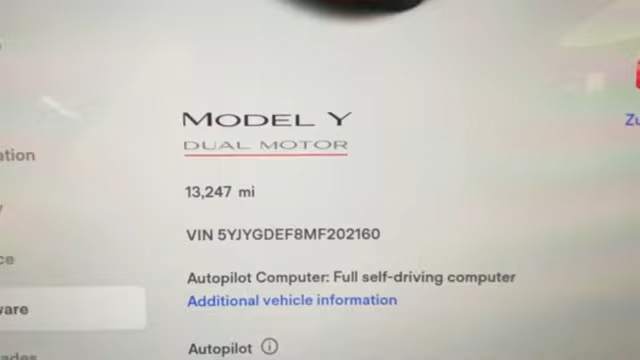 MODEL Y
DUAL MOTOR
13,247 mi
VIN 5YJYGDEF8MF202160
Autopilot Computer: Full self-driving computer
Additional vehicle information
Autopilot